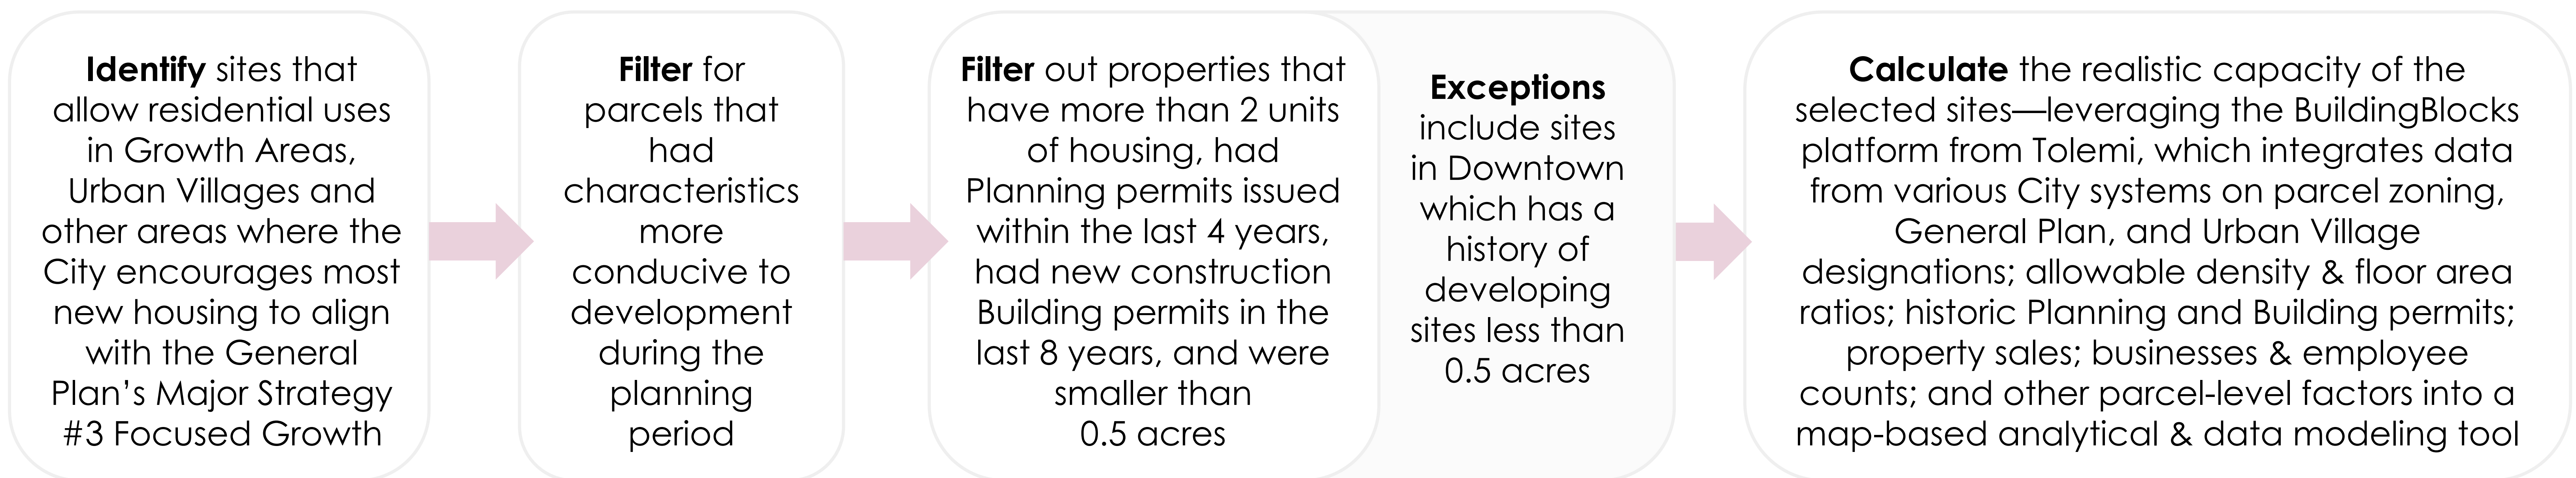 Identify sites that
allow residential uses
in Growth Areas,
Urban Villages and
other areas where the
City encourages most
new housing to align
with the General
Plan’s Major Strategy
#3 Focused Growth
Filter for
parcels that
had
characteristics
more
conducive to
development
during the
planning
period
Filter out properties that
have more than 2 units
of housing, had
Planning permits issued
within the last 4 years,
had new construction
Building permits in the
last 8 years, and were
smaller than
0.5 acres
Exceptions
include sites
in Downtown
which has a
history of
developing
sites less than
0.5 acres
Calculate the realistic capacity of the
selected sites—leveraging the BuildingBlocks
platform from Tolemi, which integrates data
from various City systems on parcel zoning,
General Plan, and Urban Village
designations; allowable density & floor area
ratios; historic Planning and Building permits;
property sales; businesses & employee
counts; and other parcel-level factors into a
map-based analytical & data modeling tool